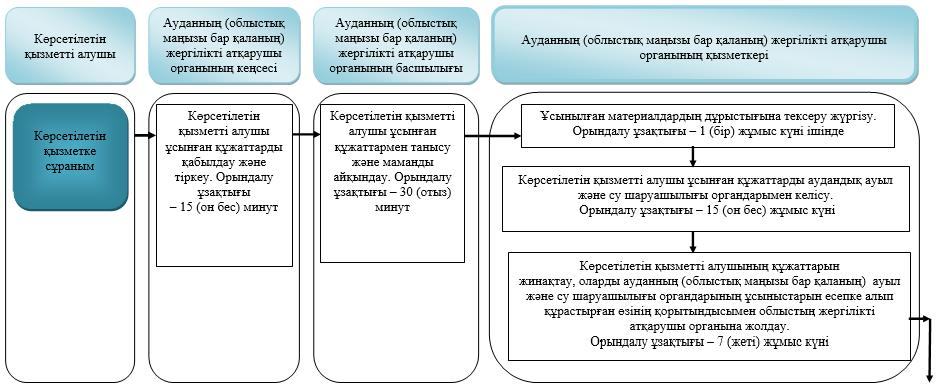 Көрсетілетін
қызметті алушы
Ауданның (облыстық
маңызы бар қаланың)
жергілікті атқарушы
органының кеңсесі
Ауданның (облыстық
маңызы бар қаланың)
жергілікті атқарушы
органының басшылығы
Ауданның (облыстық маңызы бар қаланың) жергілікті атқарушы
органының қызметкері
Көрсетілетін
қызметке
сұраным
Көрсетілетін
қызметті алушы
ұсынған құжаттарды
қабылдау және
тіркеу. Орындалу
ұзақтығы
– 15 (он бес) минут
Көрсетілетін қызметті
алушы ұсынған
құжаттармен танысу
және маманды
айқындау. Орындалу
ұзақтығы – 30 (отыз)
минут
Ұсынылған материалдардың дұрыстығына тексеру жүргізу.
Орындалу ұзақтығы – 1 (бір) жұмыс күні ішінде
Көрсетілетін қызметті алушы ұсынған құжаттарды аудандық ауыл
және су шаруашылығы органдарымен келісу.
Орындалу ұзақтығы – 15 (он бес) жұмыс күні
Көрсетілетін қызметті алушының құжаттарын
жинақтау, оларды ауданның (облыстық маңызы бар қаланың) ауыл
және су шаруашылығы органдарының ұсыныстарын есепке алып
құрастырған өзінің қорытындысымен облыстың жергілікті
атқарушы органына жолдау.
Орындалу ұзақтығы – 7 (жеті) жұмыс күні